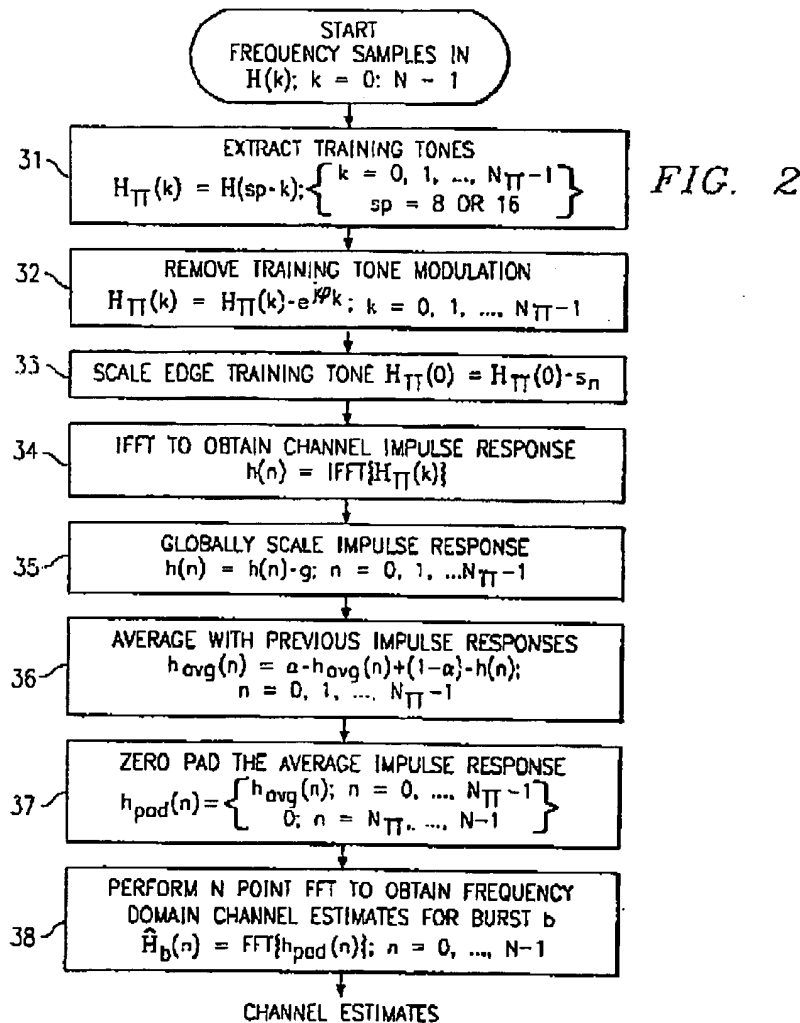 START
FREQUENCY SAMPLES IN
H(k); k = 0: N - 1
31
EXTRACT TRAINING TONES
H_TT(k) = H(sp-k); { k = 0, 1, ..., N_TT-1
sp = 8 OR 16 }
FIG. 2
32
REMOVE TRAINING TONE MODULATION
H_TT(k) = H_TT(k)-e^jφk; k = 0, 1, ..., N_TT-1
33
SCALE EDGE TRAINING TONE H_TT(0) = H_TT(0)-s_n
34
IFFT TO OBTAIN CHANNEL IMPULSE RESPONSE
h(n) = IFFT{H_TT(k)}
35
GLOBALLY SCALE IMPULSE RESPONSE
h(n) = h(n)-g; n = 0, 1, ...N_TT-1
36
AVERAGE WITH PREVIOUS IMPULSE RESPONSES
h_avg(n) = α-h_avg(n)+(1-α)-h(n);
n = 0, 1, ..., N_TT-1
37
ZERO PAD THE AVERAGE IMPULSE RESPONSE
h_pad(n) = { h_avg(n); n = 0, ..., N_TT-1
0; n = N_TT, ..., N-1 }
38
PERFORM N POINT FFT TO OBTAIN FREQUENCY
DOMAIN CHANNEL ESTIMATES FOR BURST b
Ĥ_b(n) = FFT{h_pad(n)}; n = 0, ..., N-1
CHANNEL ESTIMATES